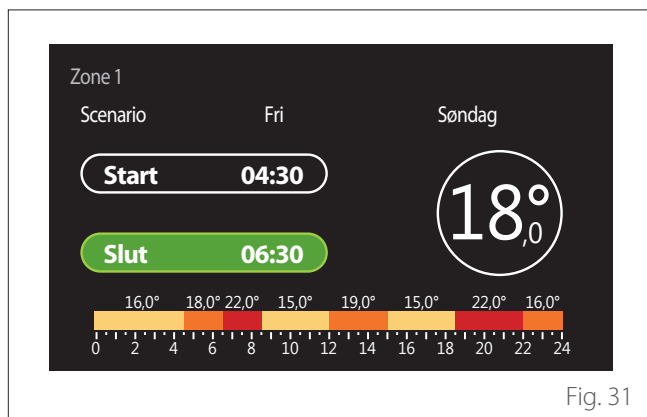 Zone 1
Scenario Fri Søndag
Start 04:30
18,0°
Slut 06:30
16,0° 18,0° 22,0° 15,0° 19,0° 15,0° 22,0° 16,0°
0 2 4 6 8 10 12 14 16 18 20 22 24
Fig. 31